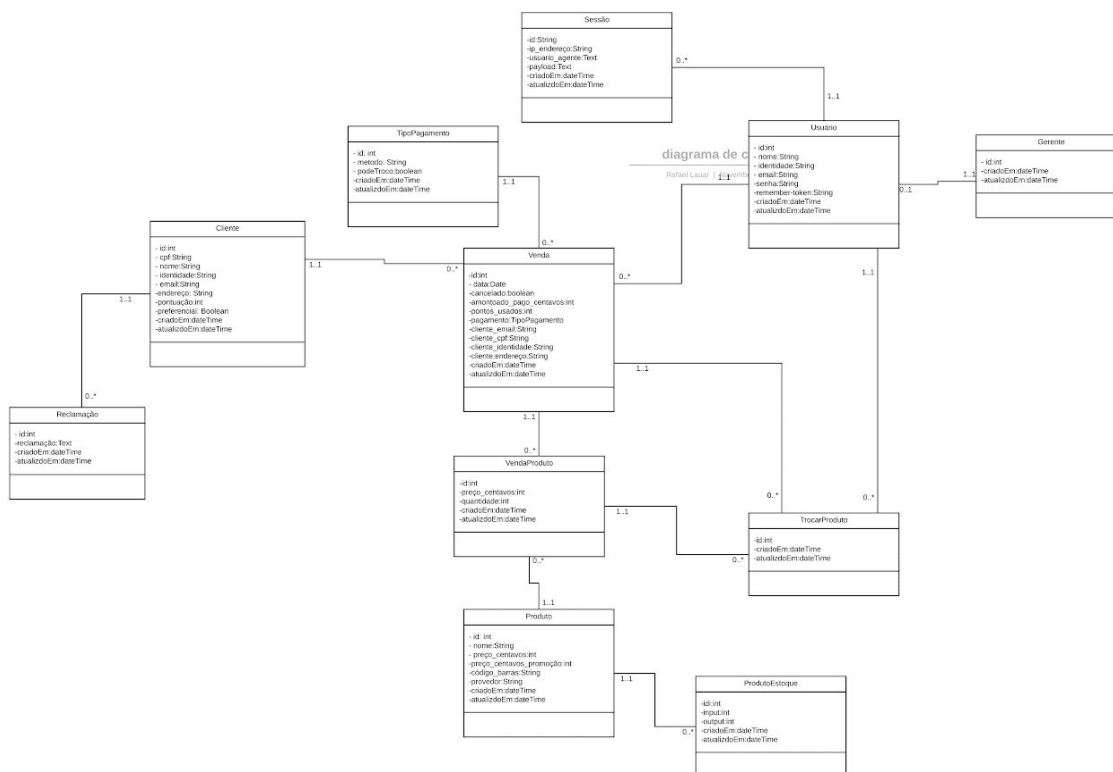 Sessão
-id:String
-ip_endereço:String
-usuario_agente:Text
-payload:Text
-criadoEm:dateTime
-atualizdoEm:dateTime
0..*
1..1
TipoPagamento
- id: int
- metodo: String
- podeTroco:boolean
-criadoEm:dateTime
-atualizdoEm:dateTime
1..1
0..*
diagrama de c
Rafael Lauar |
1..1
Usuário
- id:int
- nome:String
- identidade:String
- email:String
-senha:String
-remember-token:String
-criadoEm:dateTime
-atualizdoEm:dateTime
0..1
1..1
1..1
Gerente
- id:int
-criadoEm:dateTime
-atualizdoEm:dateTime
Cliente
- id:int
- cpf:String
- nome:String
- identidade:String
- email:String
-endereço: String
-pontuação:int
-preferencial: Boolean
-criadoEm:dateTime
-atualizdoEm:dateTime
1..1
0..*
1..1
0..*
Venda
-id:int
- data:Date
-cancelado:boolean
-amontoado_pago_centavos:int
-pontos_usados:int
-pagamento:TipoPagamento
-cliente_email:String
-cliente_cpf:String
-cliente_identidade:String
-cliente:endereço:String
-criadoEm:dateTime
-atualizdoEm:dateTime
0..*
1..1
1..1
0..*
Reclamação
- id:int
-reclamação:Text
-criadoEm:dateTime
-atualizdoEm:dateTime
VendaProduto
-id:int
-preço_centavos:int
-quantidade:int
-criadoEm:dateTime
-atualizdoEm:dateTime
1..1
0..*
0..*
1..1
0..*
0..*
TrocarProduto
-id:int
-criadoEm:dateTime
-atualizdoEm:dateTime
Produto
- id: int
- nome:String
- preço_centavos:int
-preço_centavos_promoção:int
-código_barras:String
-provedor:String
-criadoEm:dateTime
-atualizdoEm:dateTime
1..1
0..*
ProdutoEstoque
-idi:int
-input:int
-output:int
-criadoEm:dateTime
-atualizdoEm:dateTime